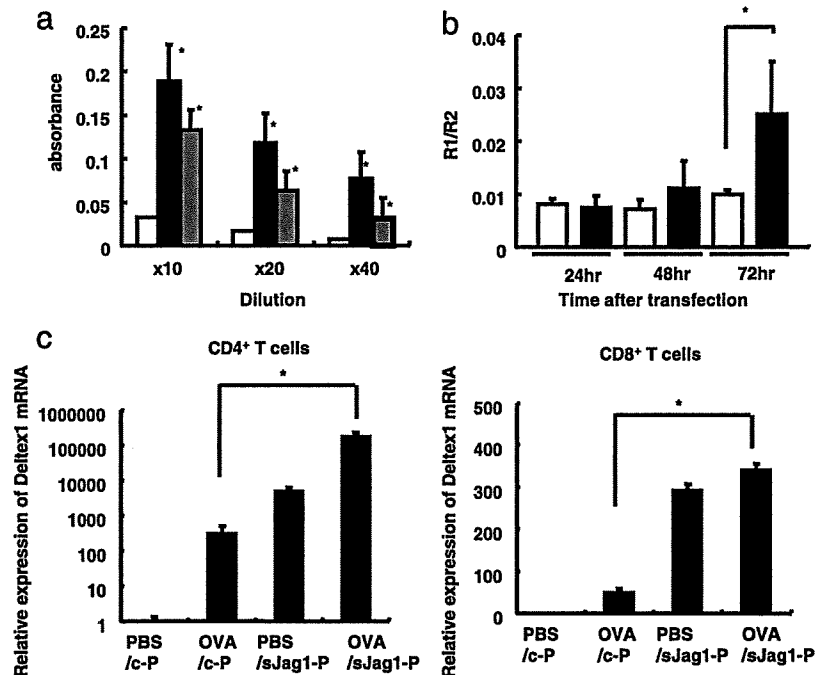 a
0.25
0.2
0.15
0.1
0.05
0
absorbance
*
*
*
*
*
*
x10
x20
x40
Dilution
b
0.04
0.03
0.02
0.01
0
R1/R2
*
24hr
48hr
72hr
Time after transfection
c
CD4+ T cells
Relative expression of Deltex1 mRNA
1000000
100000
10000
1000
100
10
1
*
PBS OVA PBS OVA
/c-P /c-P /sJag1-P /sJag1-P
CD8+ T cells
Relative expression of Deltex1 mRNA
500
400
300
200
100
0
*
PBS OVA PBS OVA
/c-P /c-P /sJag1-P /sJag1-P